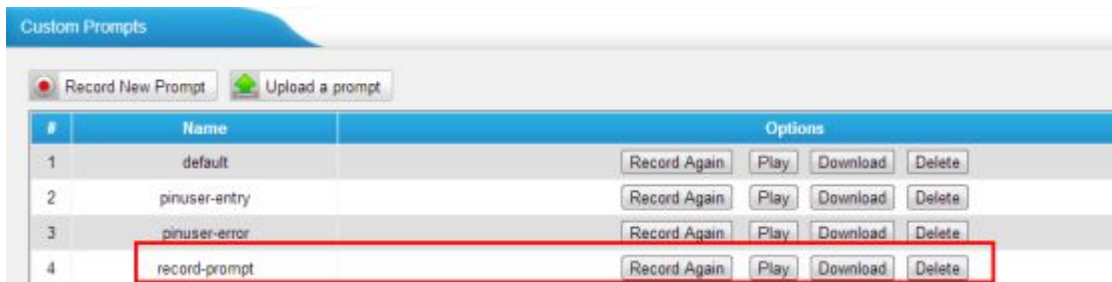 Custom Prompts
Record New Prompt Upload a prompt
# Name Options
1 default Record Again Play Download Delete
2 pinuser-entry Record Again Play Download Delete
3 pinuser-error Record Again Play Download Delete
4 record-prompt Record Again Play Download Delete